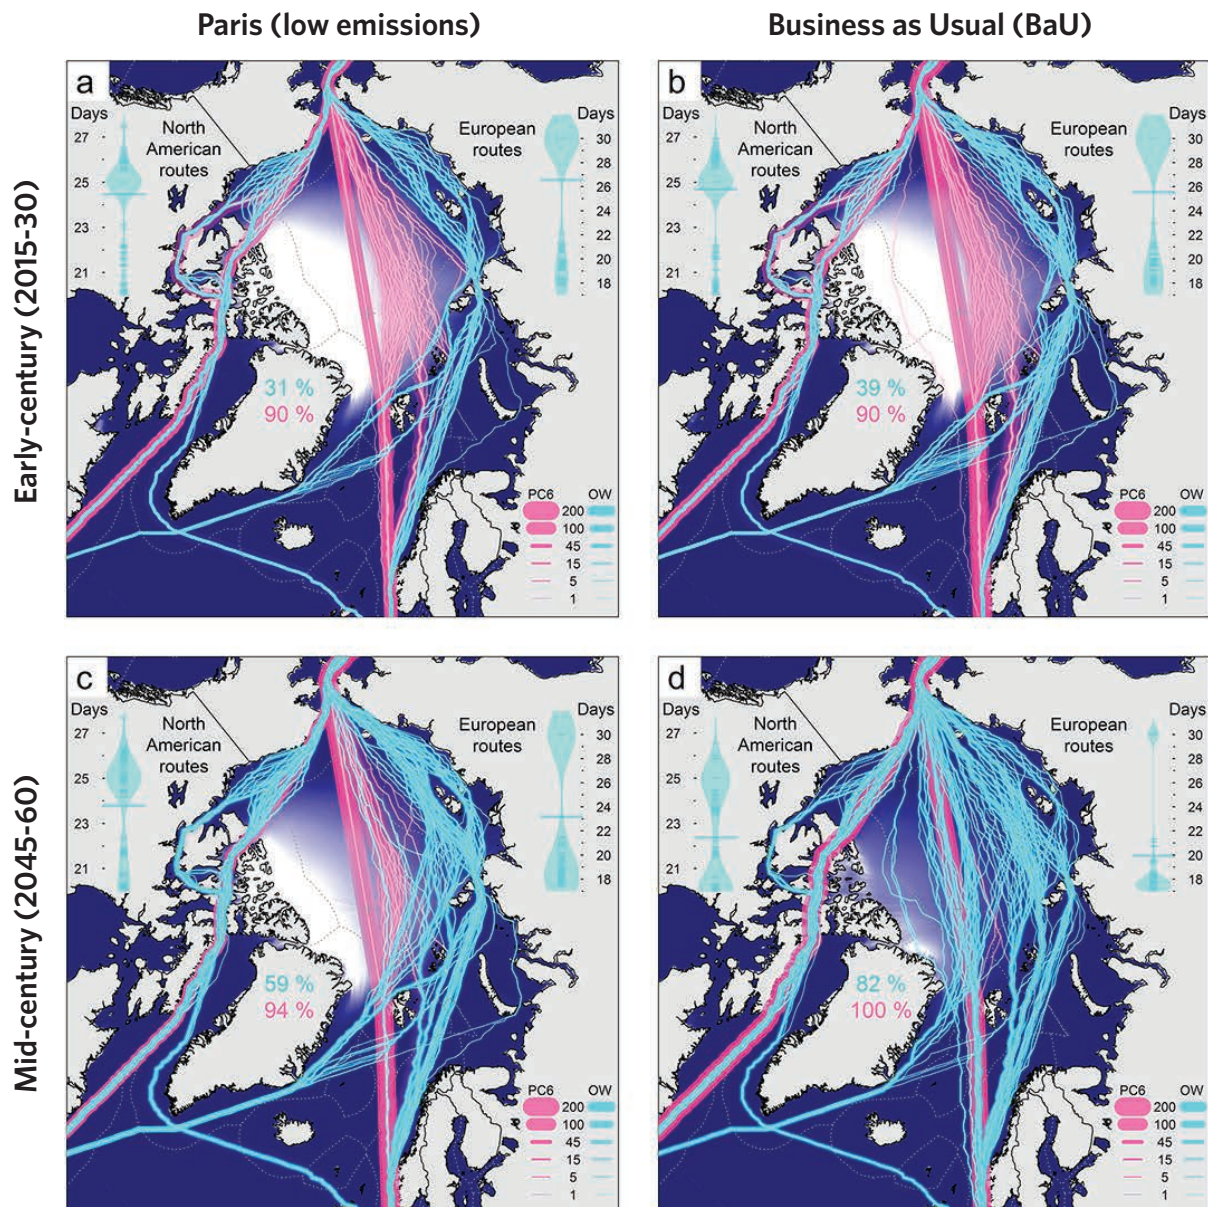 Paris (low emissions)
Business as Usual (BaU)
Early-century (2015-30)
a
Days
27
25
23
21
North
American
routes
European
routes
Days
30
28
26
24
22
20
18
31 %
90 %
PC6 OW
200
100
45
15
5
1
b
Days
27
25
23
21
North
American
routes
European
routes
Days
30
28
26
24
22
20
18
39 %
90 %
PC6 OW
200
100
45
15
5
1
Mid-century (2045-60)
c
Days
27
25
23
21
North
American
routes
European
routes
Days
30
28
26
24
22
20
18
59 %
94 %
PC6 OW
200
100
45
15
5
1
d
Days
27
25
23
21
North
American
routes
European
routes
Days
30
28
26
24
22
20
18
82 %
100 %
PC6 OW
200
100
45
15
5
1